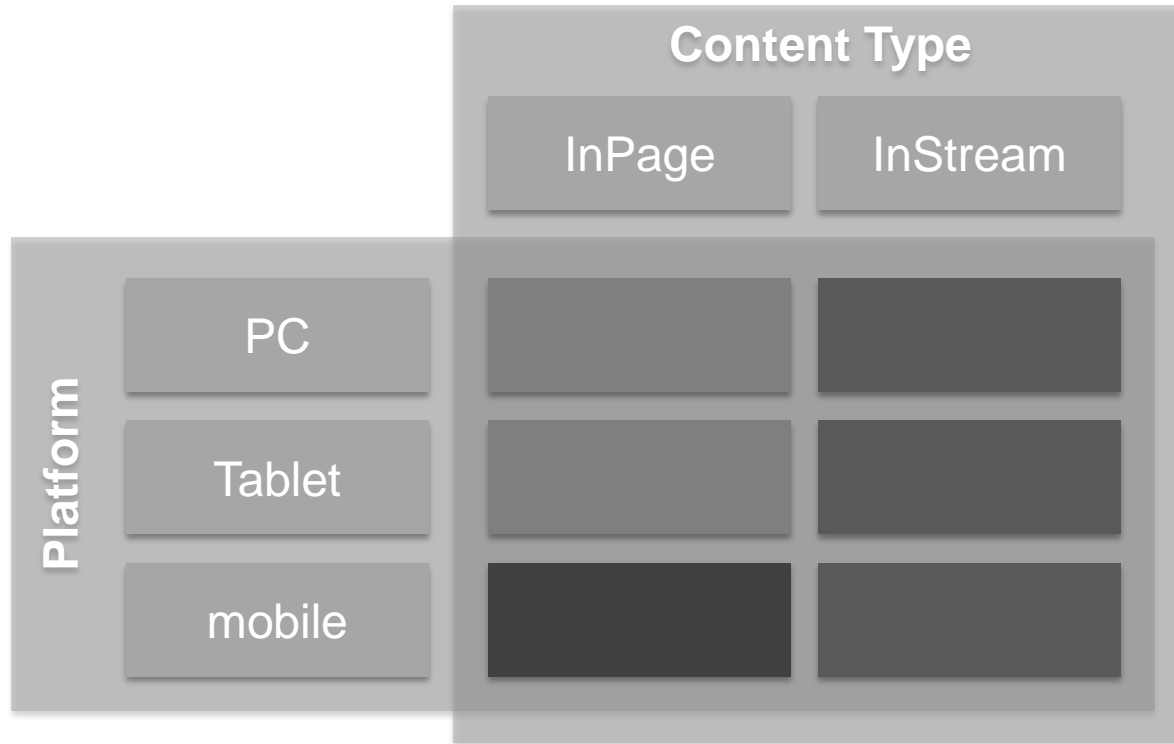 Content Type
InPage
InStream
Platform
PC
Tablet
mobile